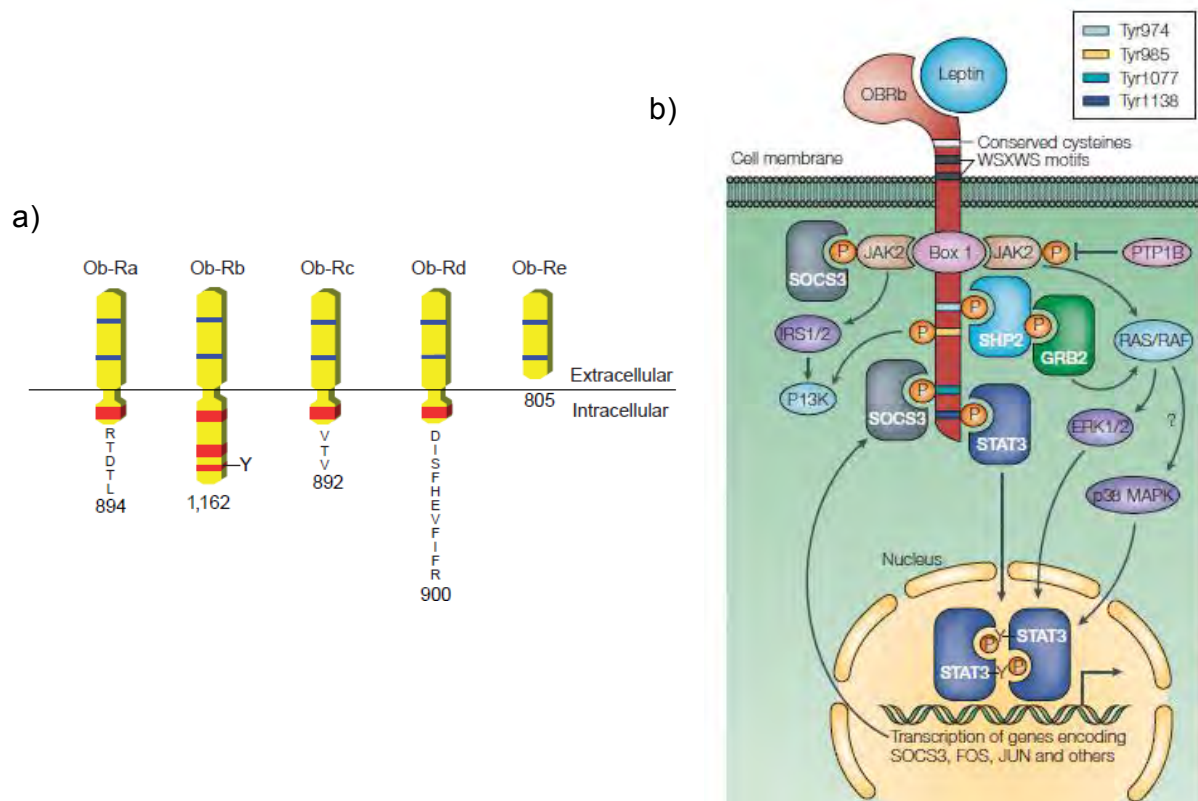 a)
Ob-Ra
Ob-Rb
Ob-Rc
Ob-Rd
Ob-Re
Extracellular
Intracellular
R
T
D
T
L
894
Y
1,162
V
T
V
892
D
I
S
F
H
E
V
F
I
F
R
900
805
b)
Tyr974
Tyr985
Tyr1077
Tyr1138
Leptin
OBRb
Conserved cysteines
WSXWS motifs
Cell membrane
SOCS3
P
JAK2
Box 1
JAK2
P
PTP1B
IRS1/2
P
P
SHP2
P
GRB2
RAS/RAF
P13K
SOCS3
P
P
STAT3
ERK1/2
?
p38 MAPK
Nucleus
STAT3
P
Y
STAT3
Y
P
Transcription of genes encoding
SOCS3, FOS, JUN and others